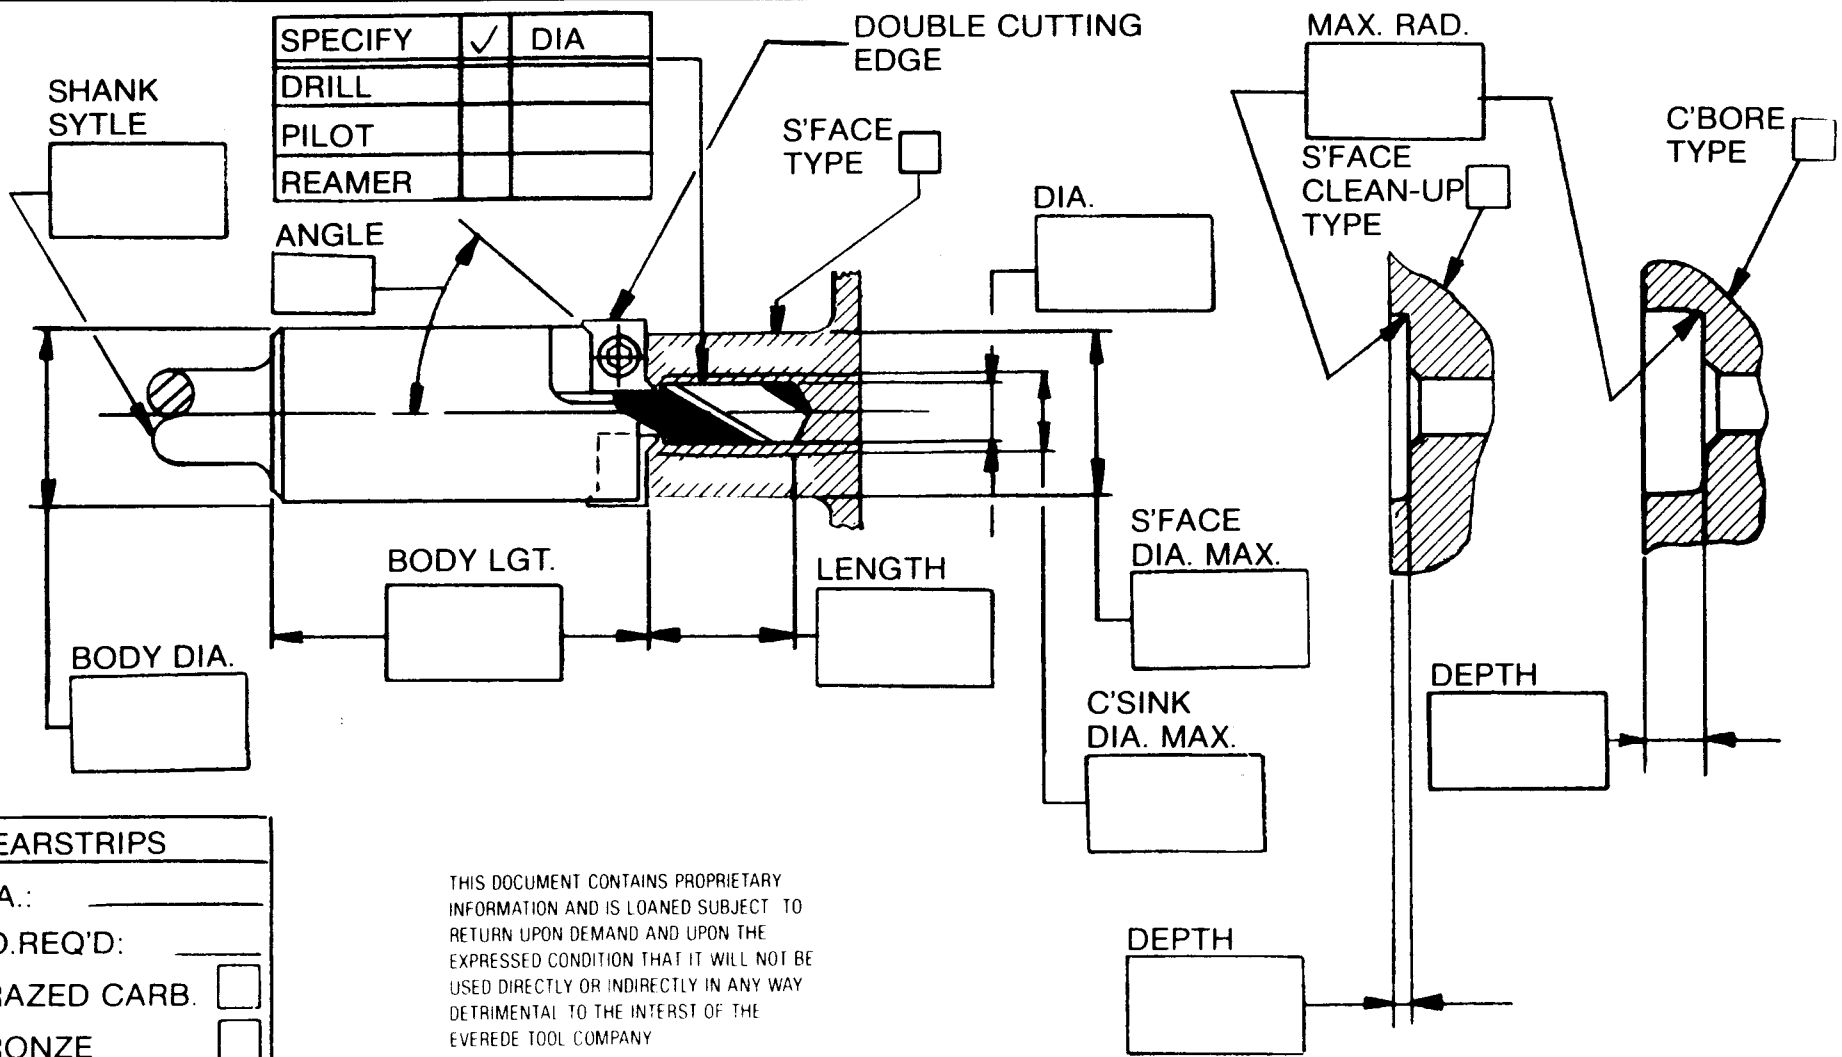 SPECIFY ✓ DIA
DRILL
PILOT
REAMER
DOUBLE CUTTING
EDGE
MAX. RAD.
SHANK
SYTLE
S'FACE
TYPE
C'BORE
TYPE
S'FACE
CLEAN-UP
TYPE
DIA.
ANGLE
BODY LGT.
LENGTH
S'FACE
DIA. MAX.
BODY DIA.
C'SINK
DIA. MAX.
DEPTH
EARSTRIPS
A.:
O.REQ'D:
RAZED CARB.
RONZE
THIS DOCUMENT CONTAINS PROPRIETARY
INFORMATION AND IS LOANED SUBJECT TO
RETURN UPON DEMAND AND UPON THE
EXPRESSED CONDITION THAT IT WILL NOT BE
USED DIRECTLY OR INDIRECTLY IN ANY WAY
DETRIMENTAL TO THE INTERST OF THE
EVEREDE TOOL COMPANY
DEPTH